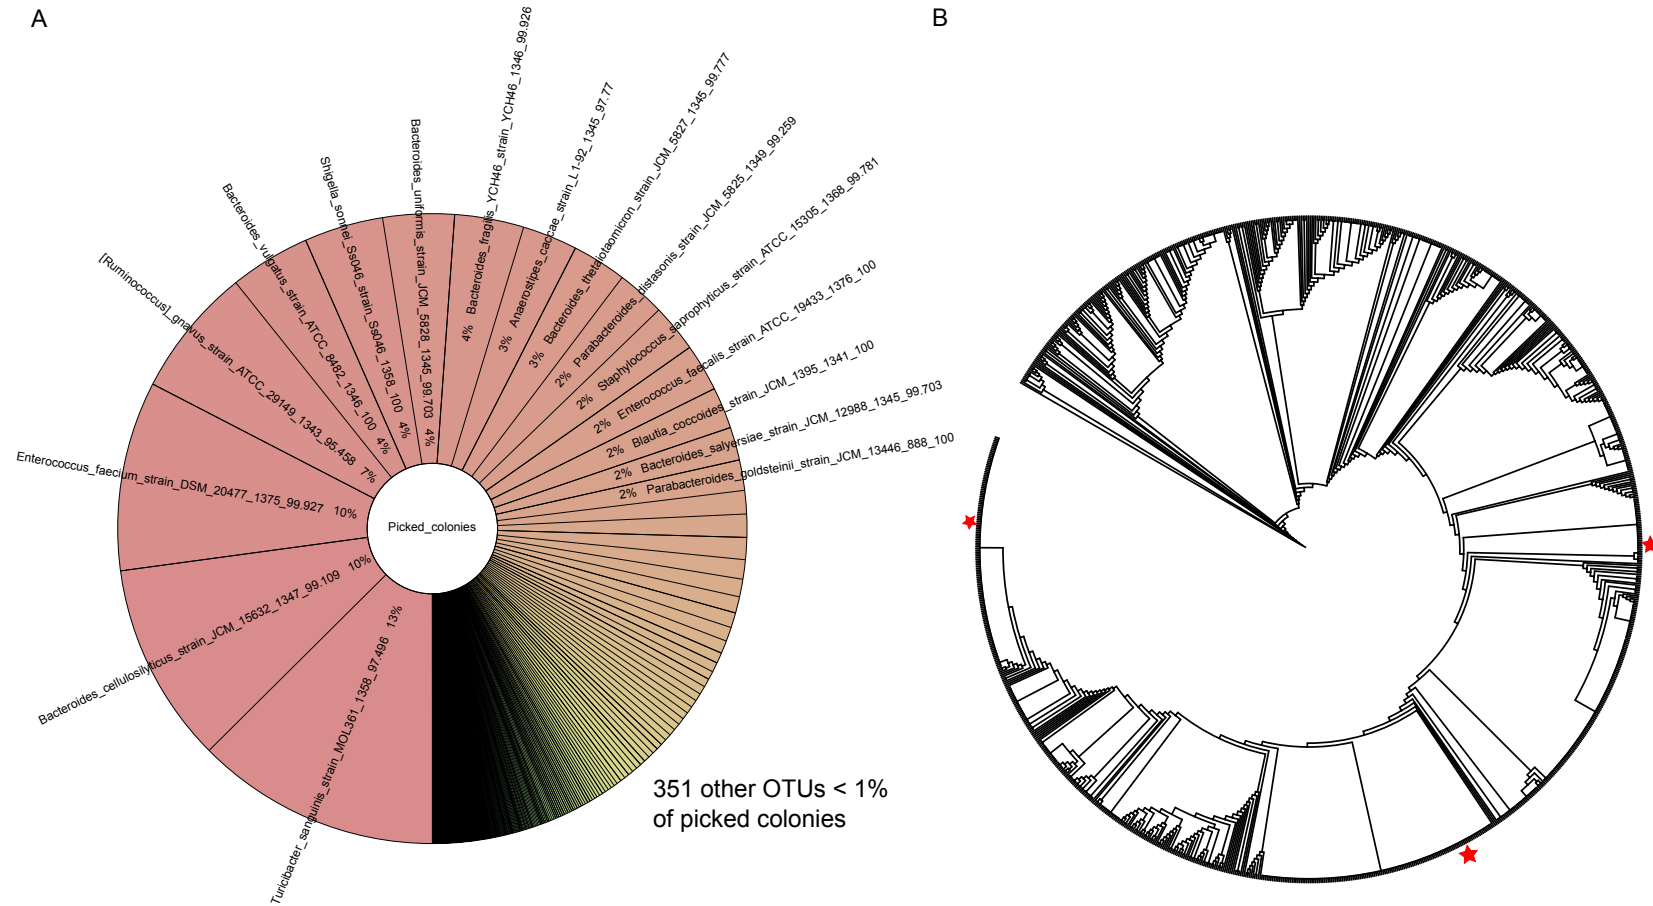 A
B
Turicibacter_sanguinis_strain_MOL361_1358_97.496 13%
Bacteroides_cellulosilyticus_strain_JCM_15632_1347_99.109 10%
Enterococcus_faecium_strain_DSM_20477_1375_99.927 10%
[Ruminococcus]_gnavus_strain_ATCC_29149_1343_95.458 7%
Bacteroides_vulgatus_strain_ATCC_8482_1346_100 4%
Shigella_sonnei_Ss046_strain_Ss046_1358_100 4%
Bacteroides_uniformis_strain_JCM_5828_1345_99.703 4%
4% Bacteroides_fragilis_YCH46_strain_YCH46_1346_99.926
3% Anaerostipes_caccae_strain_L1-92_1345_97.77
3% Bacteroides_thetaiotaomicron_strain_JCM_5827_1345_99.777
2% Parabacteroides_distasonis_strain_JCM_5825_1349_99.259
2% Staphylococcus_saprophyticus_strain_ATCC_15305_1368_99.781
2% Enterococcus_faecalis_strain_ATCC_19433_1376_100
2% Blautia_coccoides_strain_JCM_1395_1341_100
2% Bacteroides_salyersiae_strain_JCM_12988_1345_99.703
2% Parabacteroides_goldsteinii_strain_JCM_13446_888_100
Picked_colonies
351 other OTUs < 1%
of picked colonies